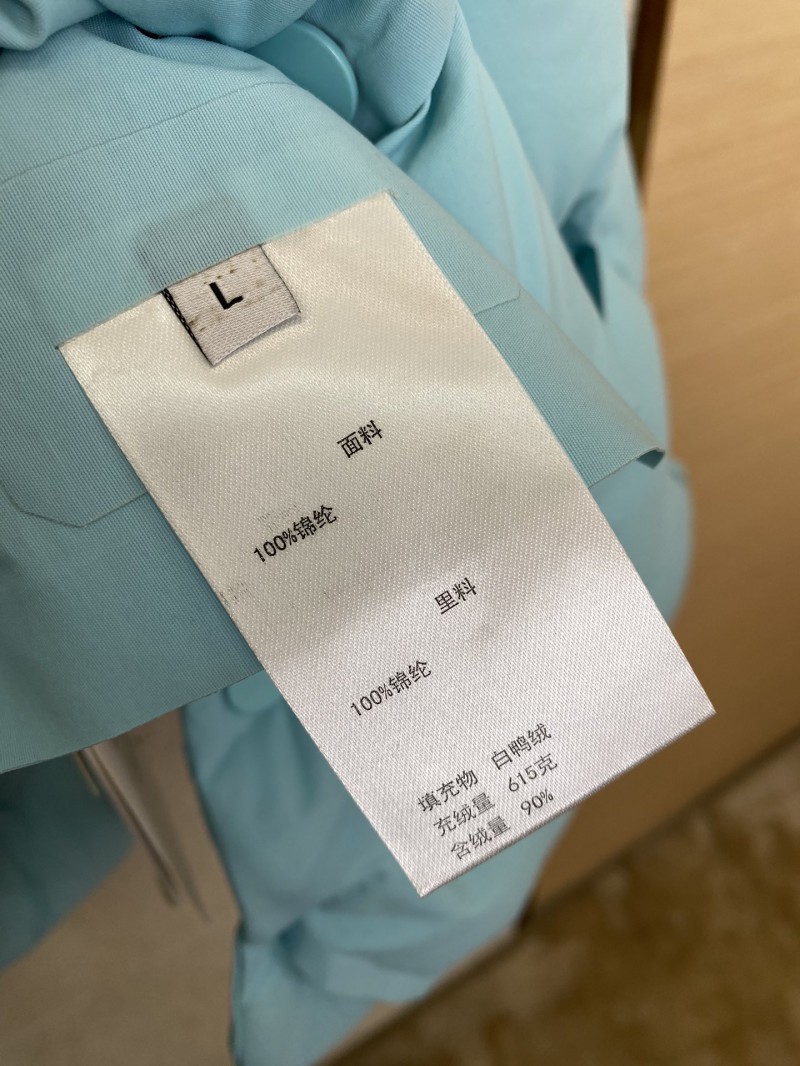 L
面料
100%锦纶
里料
100%锦纶
填充物 白鸭绒
充绒量 615克
含绒量 90%